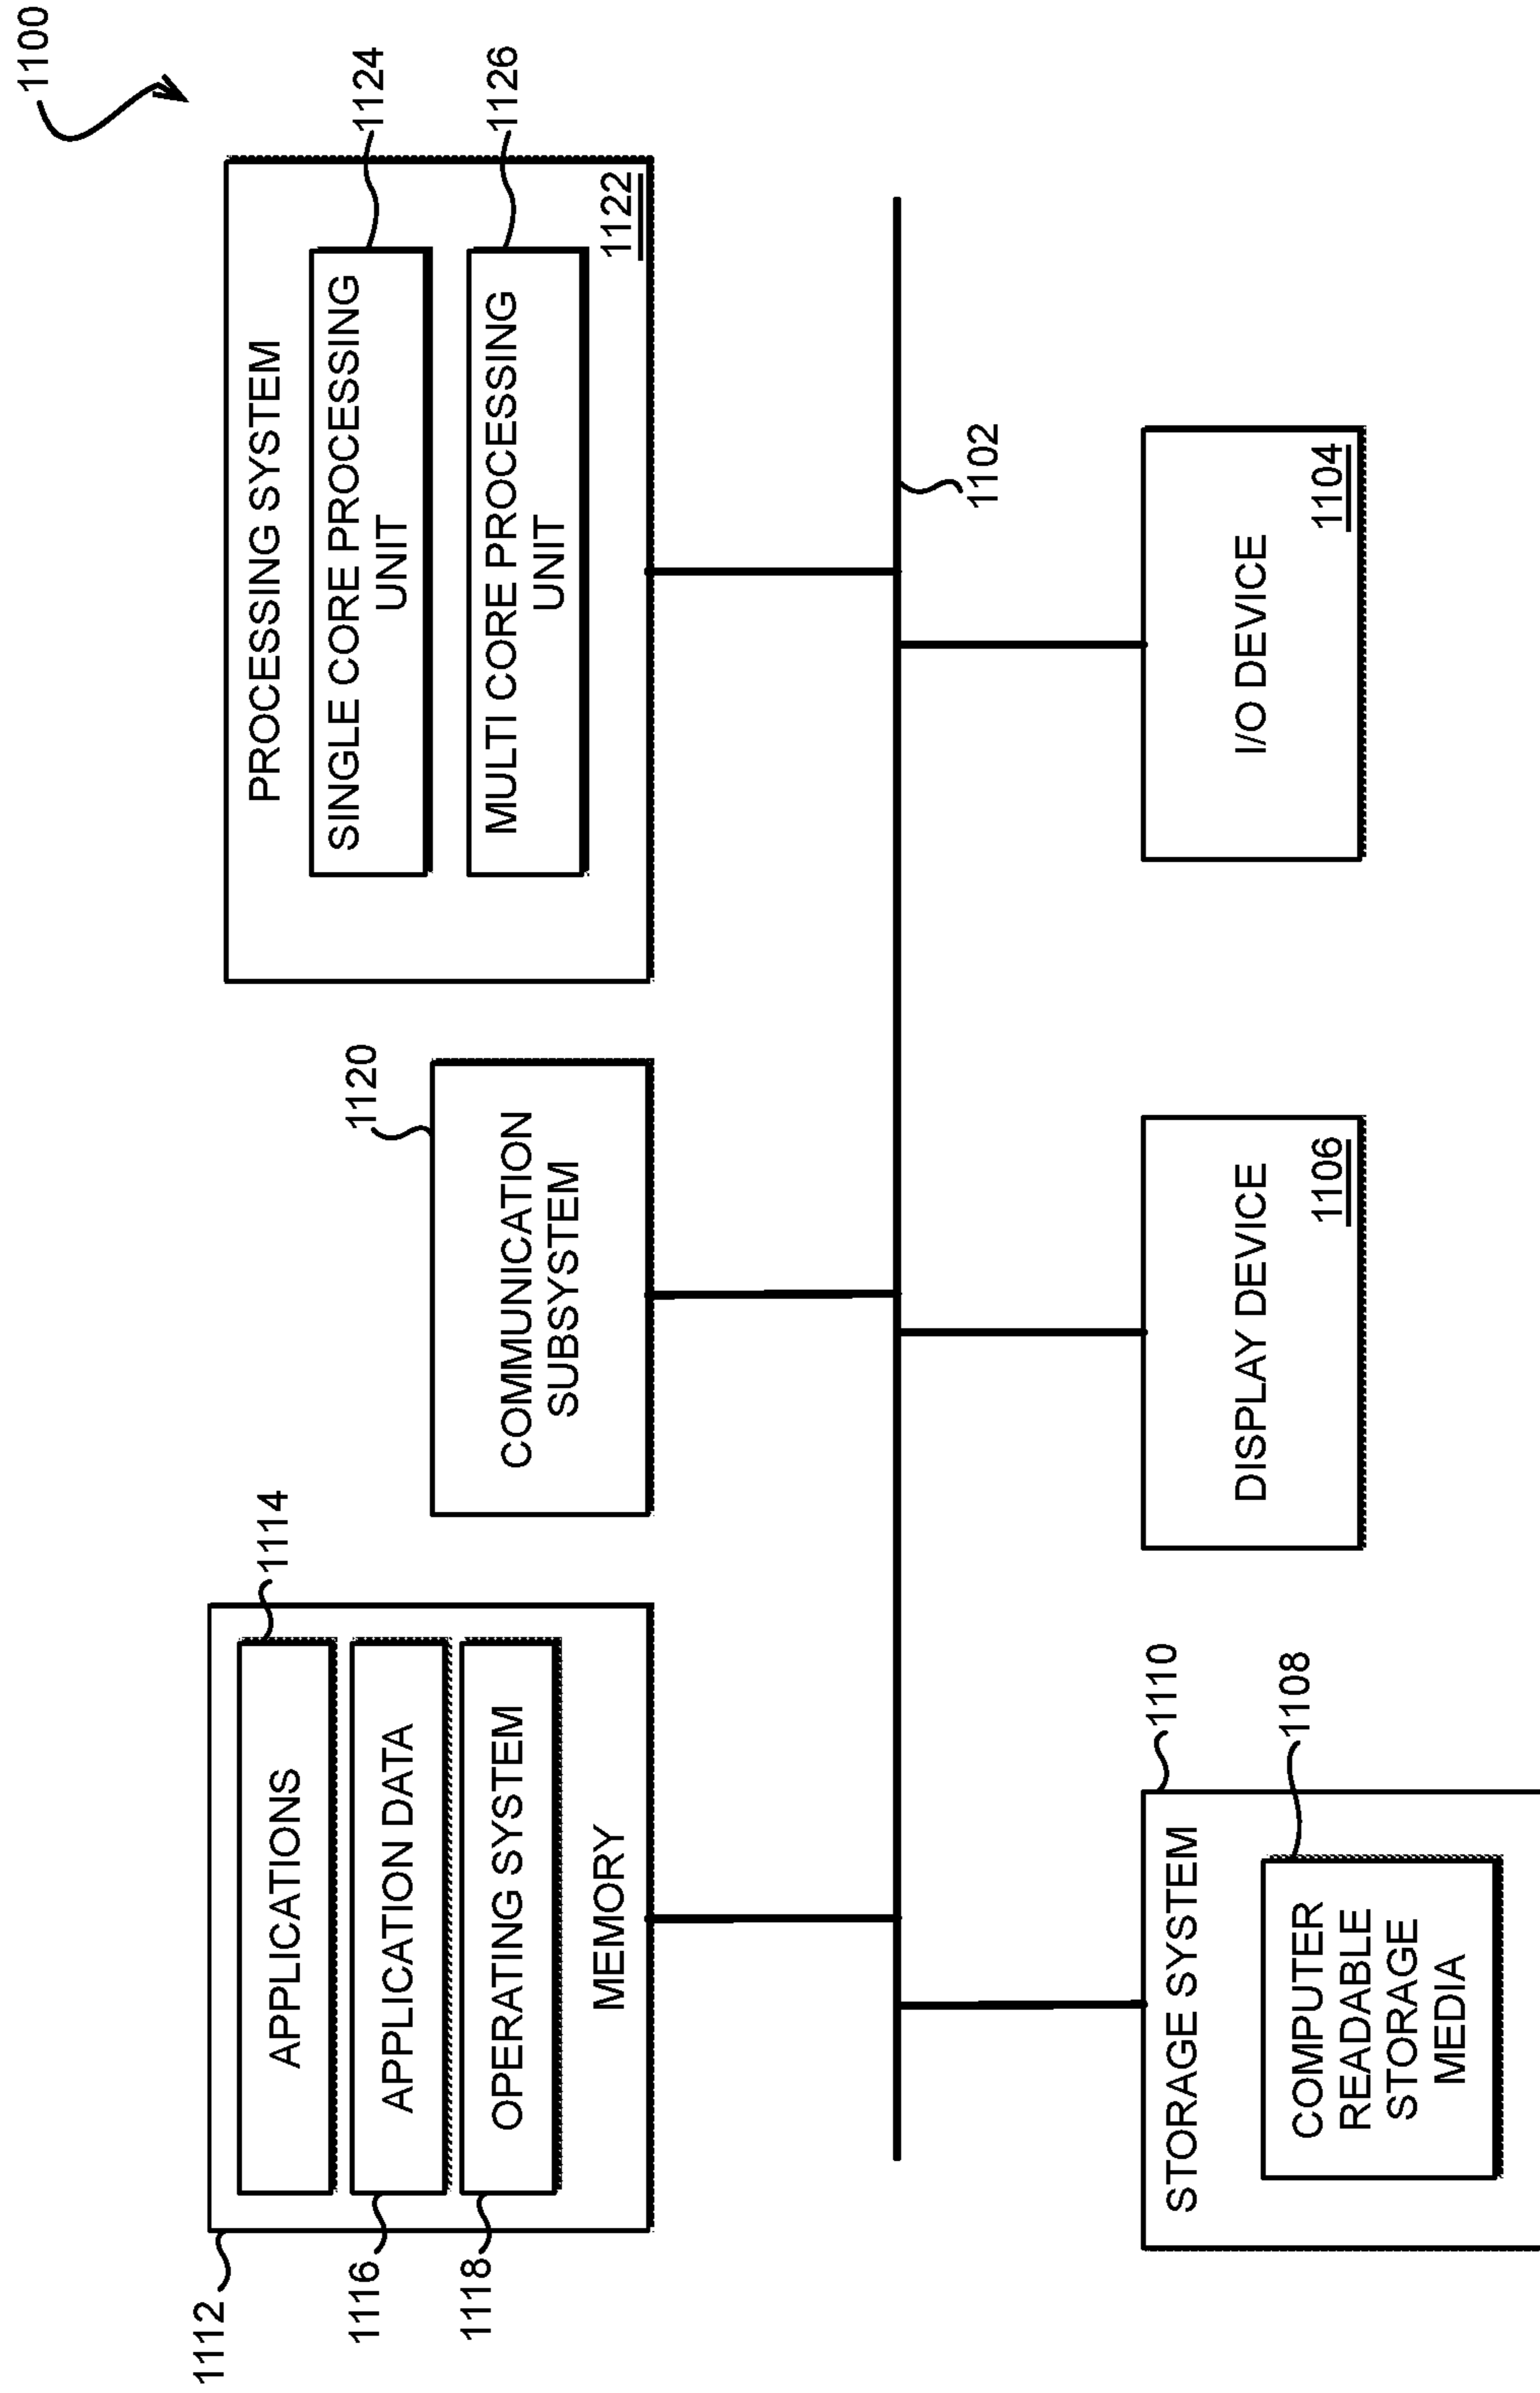 1100
1112
APPLICATIONS
1114
1116
APPLICATION DATA
1118
OPERATING SYSTEM
MEMORY
1120
COMMUNICATION
SUBSYSTEM
PROCESSING SYSTEM
SINGLE CORE PROCESSING
UNIT
1124
MULTI CORE PROCESSING
UNIT
1126
1122
1102
STORAGE SYSTEM
1110
COMPUTER
READABLE
STORAGE
MEDIA
1108
DISPLAY DEVICE
1106
I/O DEVICE
1104